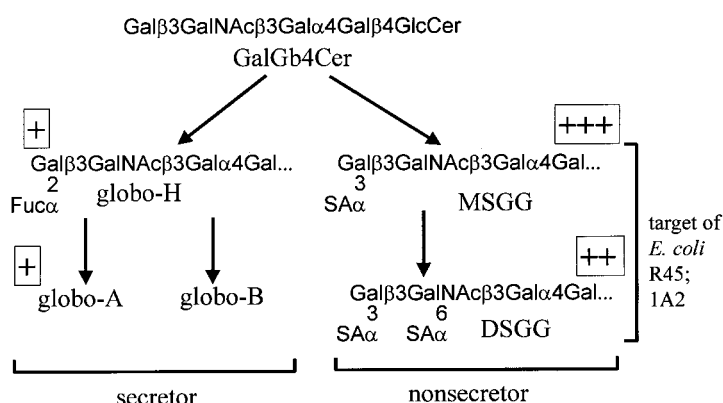 Galβ3GalNAcβ3Galα4Galβ4GlcCer
GalGb4Cer
+
Galβ3GalNAcβ3Galα4Gal...
2
Fucα
globo-H
+
globo-A
globo-B
secretor
+++
Galβ3GalNAcβ3Galα4Gal...
3
SAα
MSGG
++
Galβ3GalNAcβ3Galα4Gal...
3 6
SAα SAα DSGG
nonsecretor
target of
E. coli
R45;
1A2